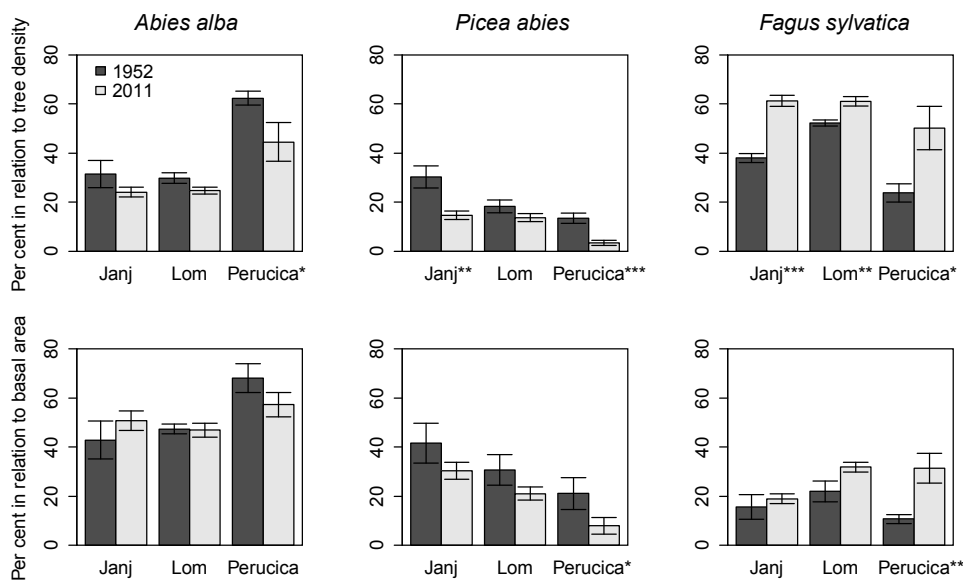 Abies alba
Picea abies
Fagus sylvatica
Per cent in relation to tree density
80
60
40
20
0
1952
2011
Janj Lom Perucica*
80
60
40
20
0
Janj** Lom Perucica***
80
60
40
20
0
Janj*** Lom** Perucica*
Per cent in relation to basal area
80
60
40
20
0
Janj Lom Perucica
80
60
40
20
0
Janj Lom Perucica*
80
60
40
20
0
Janj Lom Perucica**